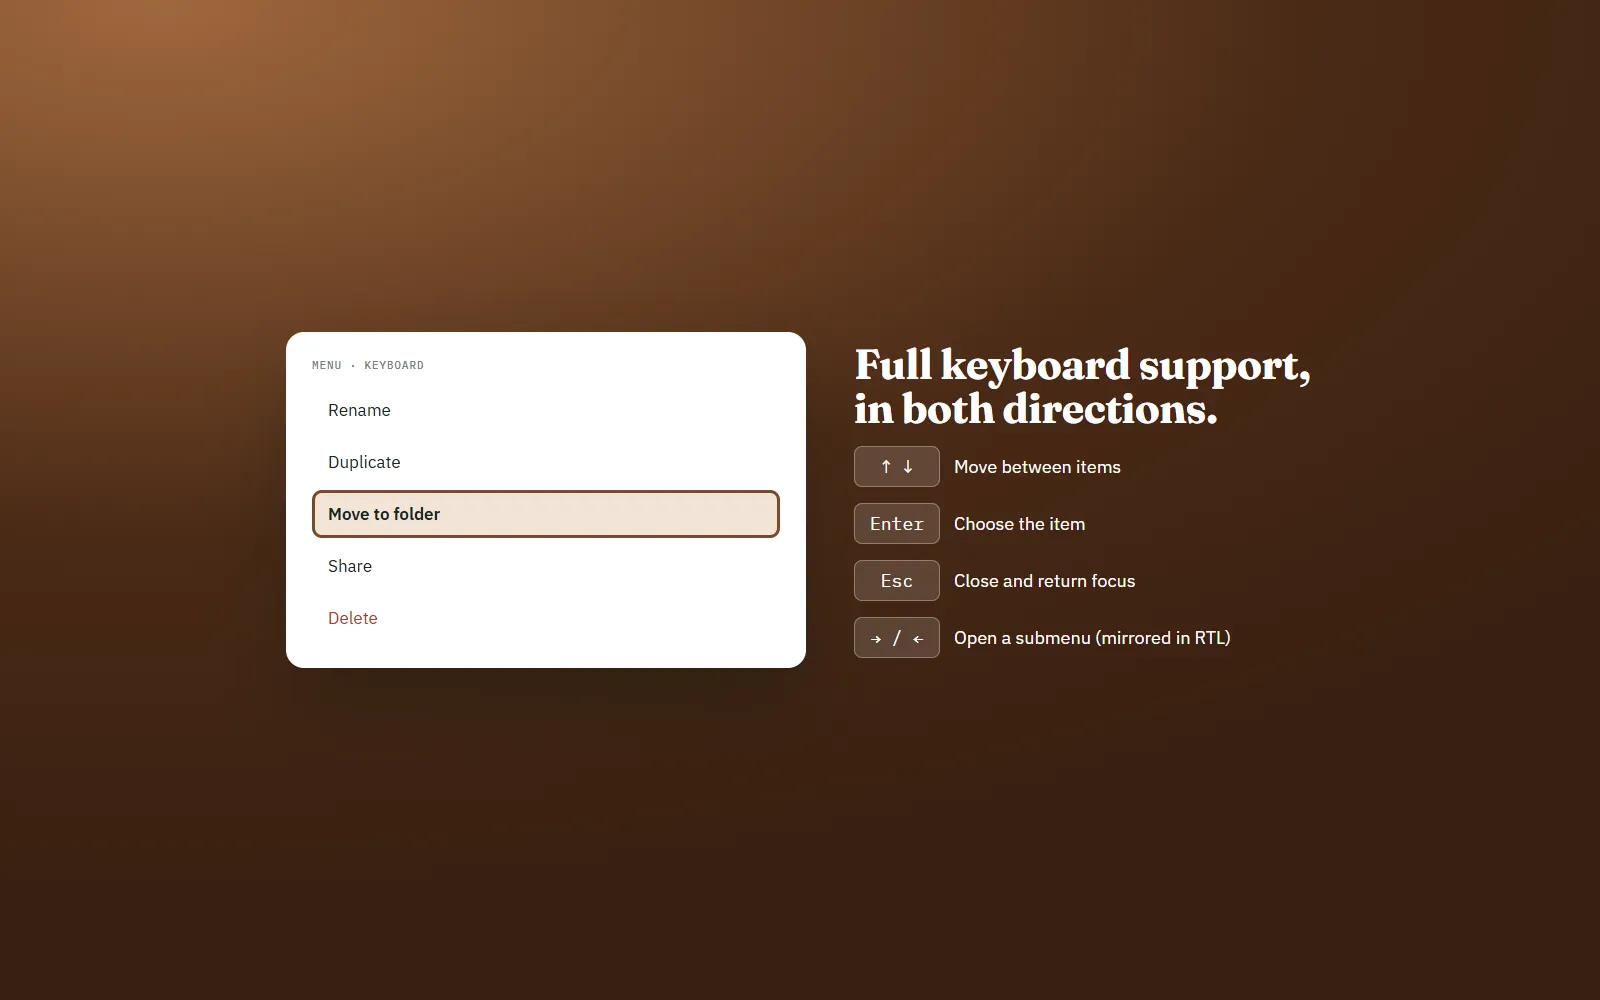 MENU · KEYBOARD
Rename
Duplicate
Move to folder
Share
Delete
Full keyboard support,
in both directions.
↑ ↓ Move between items
Enter Choose the item
Esc Close and return focus
→ / ← Open a submenu (mirrored in RTL)